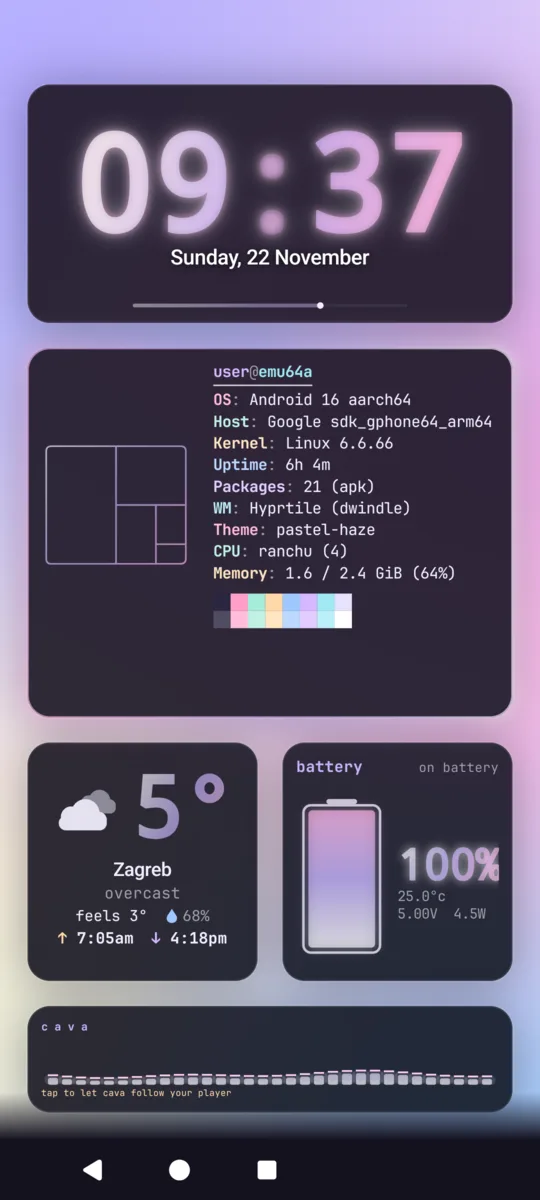 09:37
Sunday, 22 November
user@emu64a
OS: Android 16 aarch64
Host: Google sdk_gphone64_arm64
Kernel: Linux 6.6.66
Uptime: 6h 4m
Packages: 21 (apk)
WM: Hyprtile (dwindle)
Theme: pastel-haze
CPU: ranchu (4)
Memory: 1.6 / 2.4 GiB (64%)
5°
Zagreb
overcast
feels 3° 68%
↑ 7:05am ↓ 4:18pm
battery on battery
100%
25.0°c
5.00V 4.5W
cava
tap to let cava follow your player